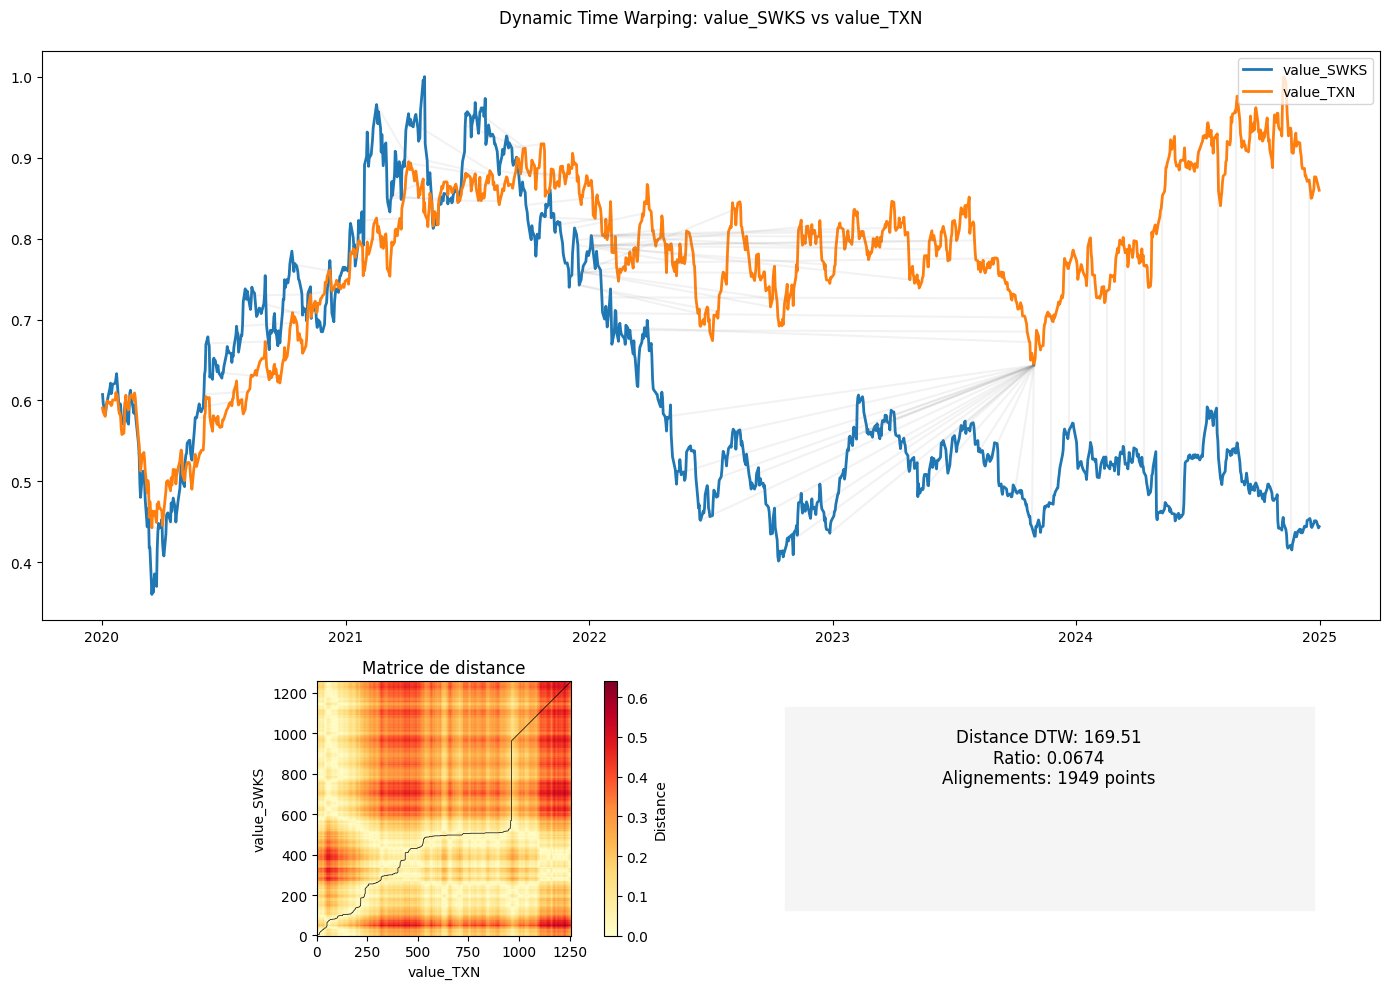 Dynamic Time Warping: value_SWKS vs value_TXN
value_SWKS
value_TXN
1.0
0.9
0.8
0.7
0.6
0.5
0.4
2020 2021 2022 2023 2024 2025
Matrice de distance
1200
1000
800
600
400
200
0
value_SWKS
0 250 500 750 1000 1250
value_TXN
0.6
0.5
0.4
0.3
0.2
0.1
0.0
Distance
Distance DTW: 169.51
Ratio: 0.0674
Alignements: 1949 points